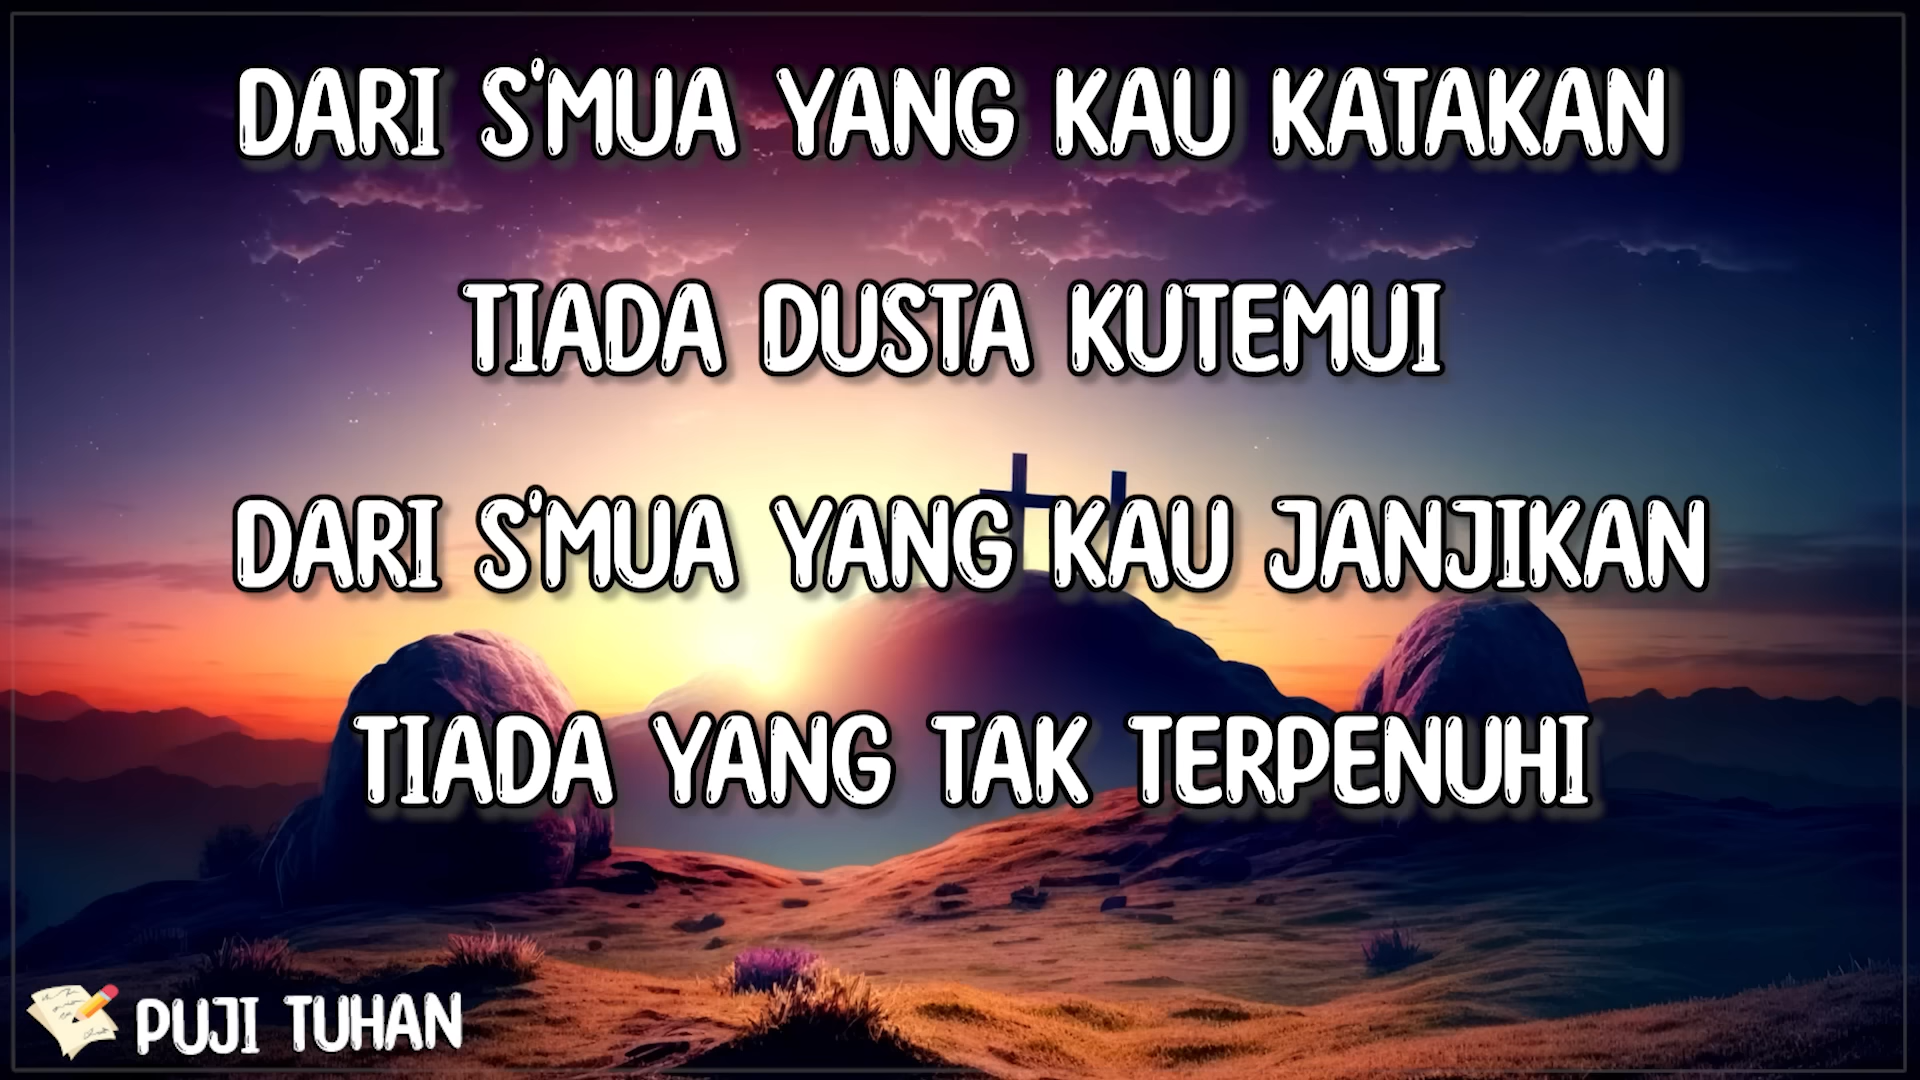 DARI S'MUA YANG KAU KATAKAN
TIADA DUSTA KUTEMUI
DARI S'MUA YANG KAU JANJIKAN
TIADA YANG TAK TERPENUHI
PUJI TUHAN